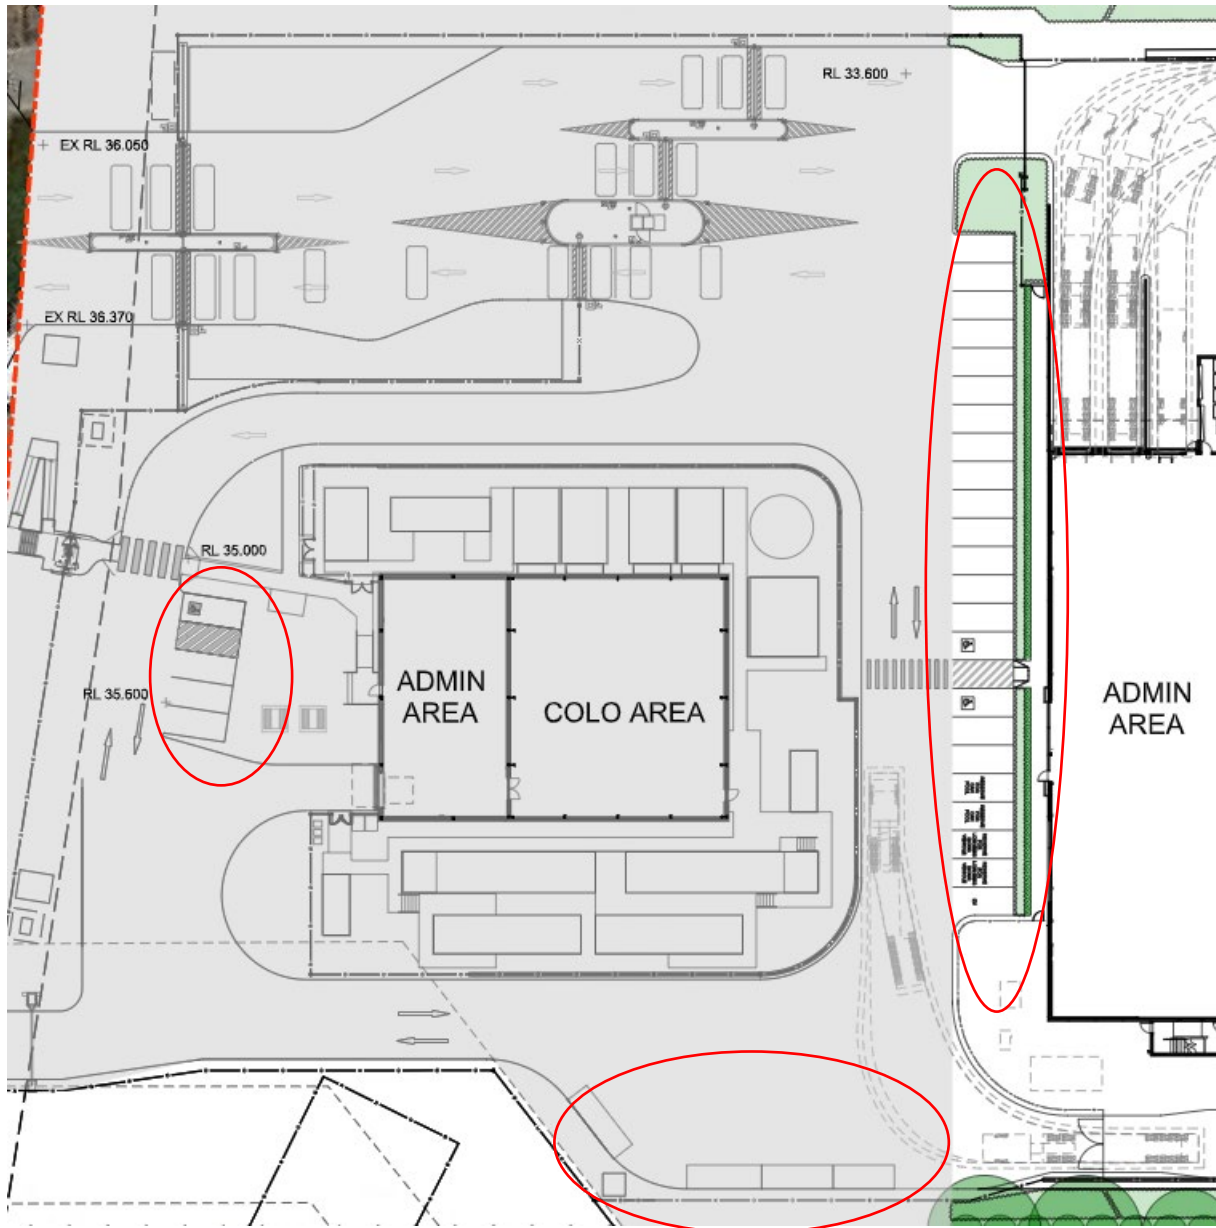 RL 33.600
EX RL 36.050
EX RL 36.370
RL 35.000
RL 35.600
ADMIN
AREA
COLO AREA
ADMIN
AREA